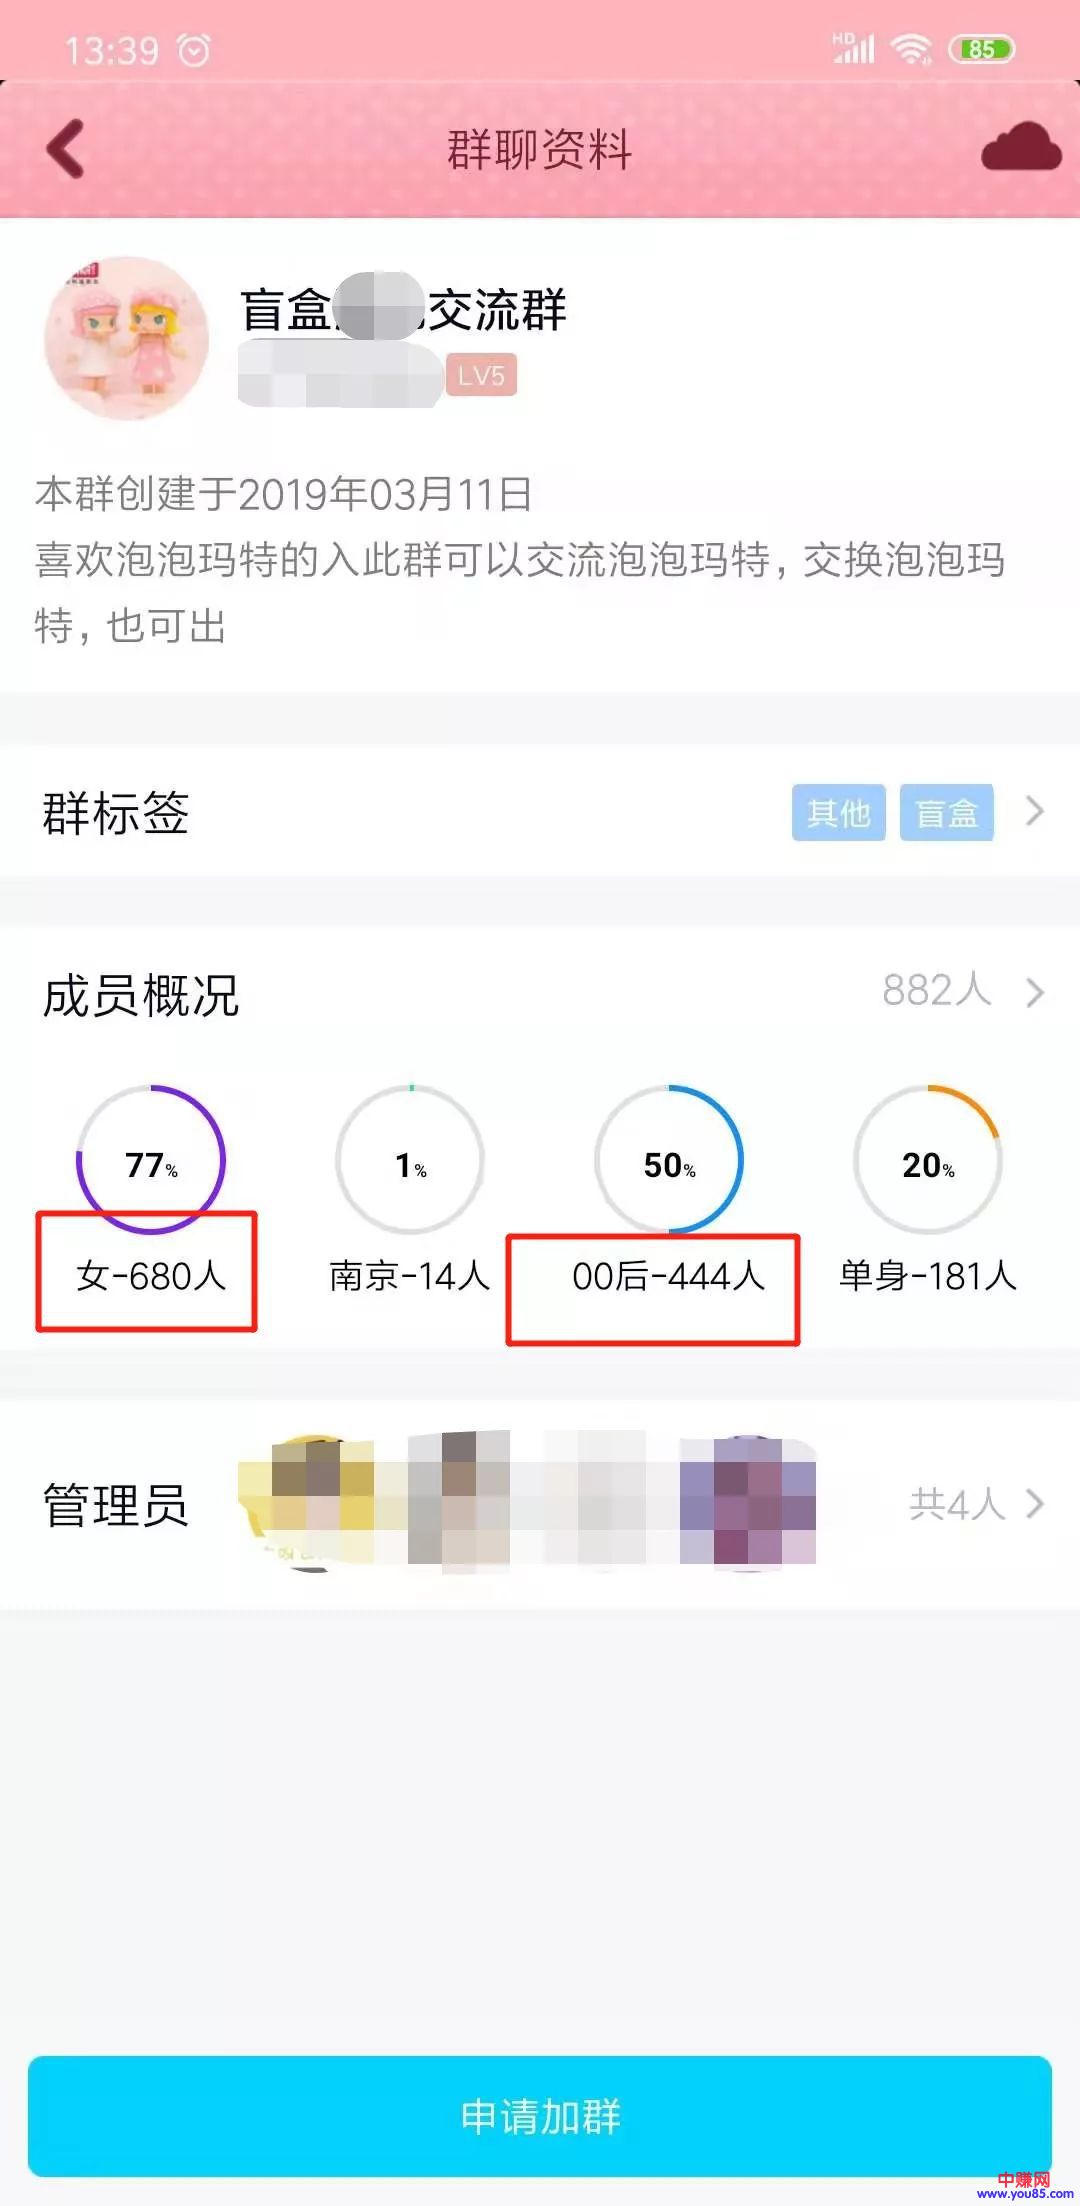 13:39
HD
85
群聊资料
盲盒
交流群
LV5
本群创建于2019年03月11日
喜欢泡泡玛特的入此群可以交流泡泡玛特，交换泡泡玛
特，也可出
群标签
其他
盲盒
成员概况
882人
77%
1%
50%
20%
女-680人
南京-14人
00后-444人
单身-181人
管理员
共4人
申请加群
中赚网
www.you85.com